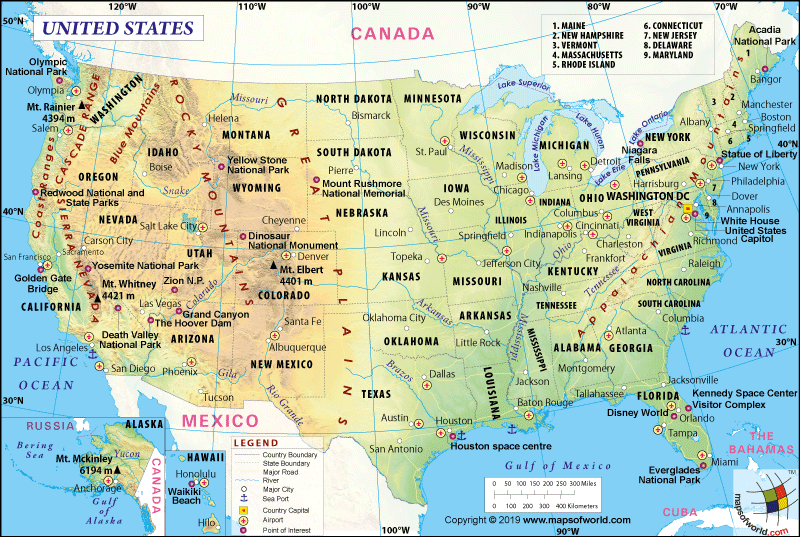 50°N
120°W
110°W
100°W
90°W
80°W
70°W
50°N
UNITED STATES
CANADA
1. MAINE
2. NEW HAMPSHIRE
3. VERMONT
4. MASSACHUSETTS
5. RHODE ISLAND
6. CONNECTICUT
7. NEW JERSEY
8. DELAWARE
9. MARYLAND
Acadia
National Park
Bangor
Olympic
National Park
Olympia
WASHINGTON
Mt. Rainier
4394 m
Salem
CASCADE RANGE
Coast Ranges
Blue Mountains
ROCKY MOUNTAINS
GREAT PLAINS
SIERRA NEVADA
Appalachian Mountains
Missouri
Helena
MONTANA
NORTH DAKOTA
Bismarck
MINNESOTA
St. Paul
Lake Superior
Lake Michigan
Lake Huron
Lake Ontario
Lake Erie
WISCONSIN
Madison
Mississippi
MICHIGAN
Lansing
Detroit
Niagara
Falls
NEW YORK
Albany
1
2
3
4
5
6
7
8
9
Manchester
Boston
Springfield
40°N
Statue of Liberty
New York
Philadelphia
Dover
Annapolis
White House
United States
Capitol
OREGON
IDAHO
Boise
Snake
Yellow Stone
National Park
WYOMING
Cheyenne
SOUTH DAKOTA
Pierre
Mount Rushmore
National Memorial
NEBRASKA
Lincoln
IOWA
Des Moines
Missouri
Chicago
ILLINOIS
Springfield
INDIANA
Indianapolis
OHIO
Columbus
Cincinnati
PENNSYLVANIA
Harrisburg
WASHINGTON DC
WEST
VIRGINIA
Charleston
VIRGINIA
Richmond
Redwood National and
State Parks
40°N
NEVADA
Carson City
Salt Lake City
UTAH
Dinosaur
National Monument
Denver
Mt. Elbert
4401 m
COLORADO
Colorado
San Francisco
Sacramento
Golden Gate
Bridge
CALIFORNIA
Yosemite National Park
Mt. Whitney
4421 m
Zion N.P.
Las Vegas
Grand Canyon
The Hoover Dam
Death Valley
National Park
Los Angeles
San Diego
ARIZONA
Phoenix
Gila
Tucson
Santa Fe
Albuquerque
NEW MEXICO
Rio Grande
Topeka
KANSAS
Arkansas
Jefferson City
MISSOURI
Ohio
Frankfort
KENTUCKY
Tennessee
Nashville
TENNESSEE
Raleigh
NORTH CAROLINA
SOUTH CAROLINA
Columbia
Oklahoma City
OKLAHOMA
ARKANSAS
Little Rock
Mississippi
MISSISSIPPI
Jackson
ALABAMA
Montgomery
GEORGIA
Atlanta
Brazos
Dallas
TEXAS
Austin
Houston
San Antonio
Houston space centre
LOUISIANA
Baton Rouge
Tallahassee
Jacksonville
FLORIDA
Disney World
Orlando
Kennedy Space Center
Visitor Complex
Tampa
Miami
Everglades
National Park
ATLANTIC
OCEAN
30°N
PACIFIC
OCEAN
30°N
MEXICO
Gulf of Mexico
THE
BAHAMAS
CUBA
RUSSIA
Bering
Sea
ALASKA
Yukon
Mt. Mckinley
6194 m
Anchorage
Gulf
of
Alaska
CANADA
HAWAII
Honolulu
Waikiki
Beach
Hilo
LEGEND
Country Boundary
State Boundary
Major Road
River
Major City
Sea Port
Country Capital
Airport
Point of Interest
0 50 100 150 200 250 300 Miles
0 100 200 300 400 Kilometers
Copyright © 2019 www.mapsofworld.com
100°W
90°W
mapsofworld.com
TM